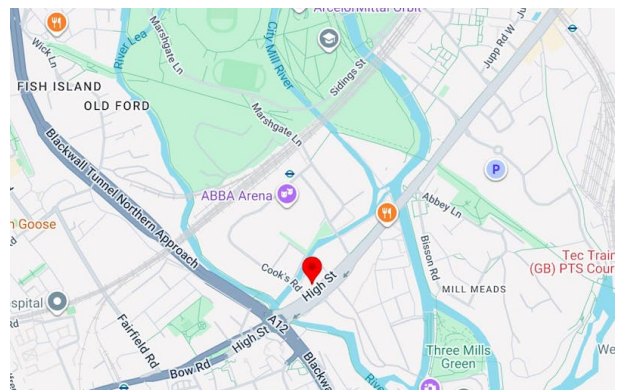 ArcelorMittal Orbit
River Lea
Wick Ln
Marshgate Ln
City Mill River
Sidings St
Jupp Rd W
FISH ISLAND
OLD FORD
Marshgate Ln
Blackwall Tunnel Northern Approach
ABBA Arena
P
Abbey Ln
Goose
Bisson Rd
Tec Train
(GB) PTS Cour
Cook's Rd
High St
MILL MEADS
spital
Rd
Fairfield Rd
A12
High St
Bow Rd
Blackw
River
Three Mills
Green
We